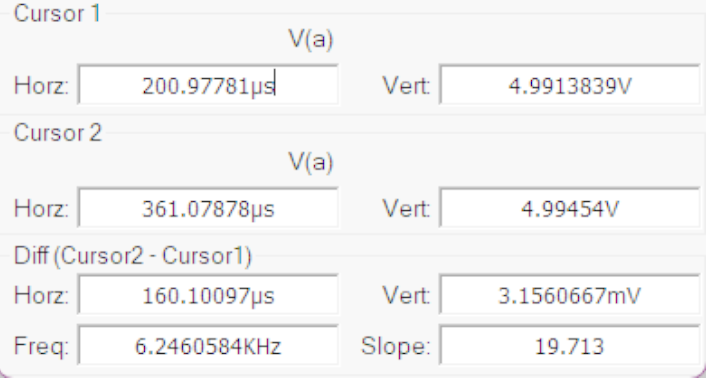 Cursor 1
V(a)
Horz: 200.97781µs Vert: 4.9913839V
Cursor 2
V(a)
Horz: 361.07878µs Vert: 4.99454V
Diff (Cursor2 - Cursor1)
Horz: 160.10097µs Vert: 3.1560667mV
Freq: 6.2460584KHz Slope: 19.713